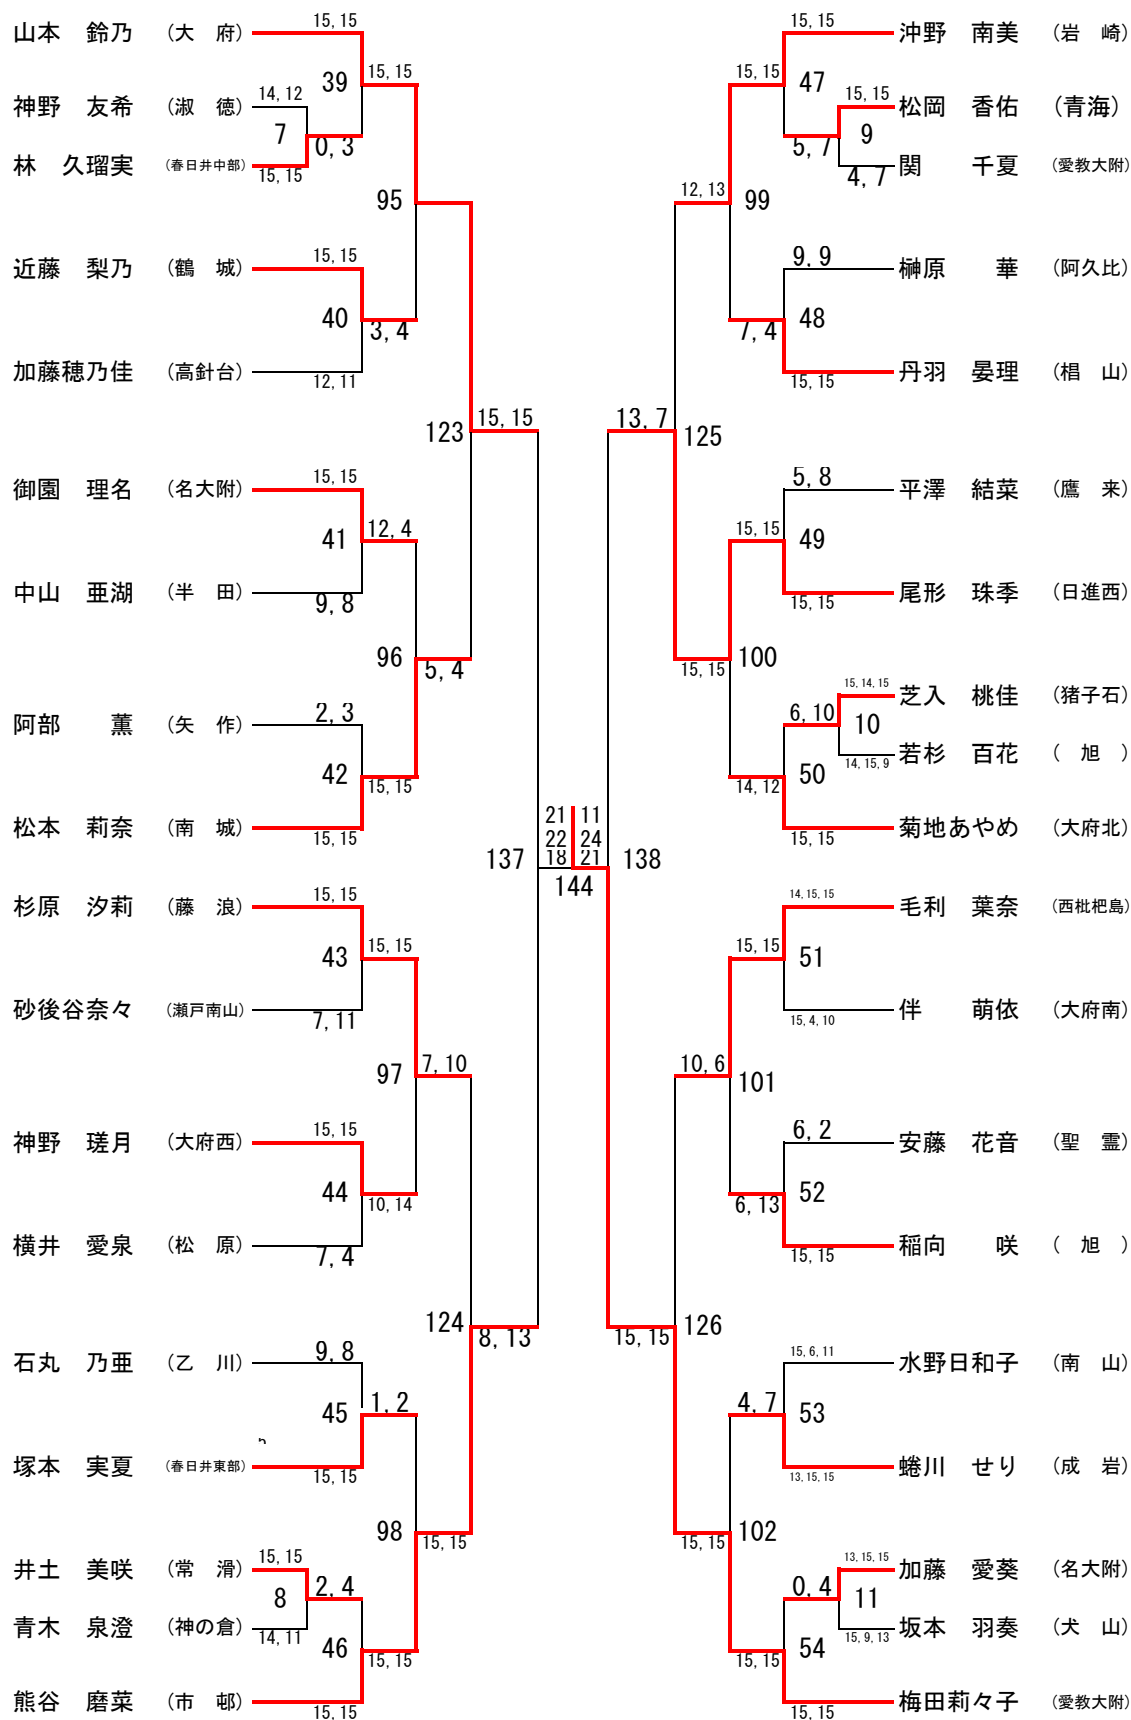 山本　鈴乃 （大　府） 15, 15
39 15, 15
神野　友希 （淑　徳） 14, 12
7 0, 3
林　久瑠実 （春日井中部） 15, 15
95
近藤　梨乃 （鶴　城） 15, 15
40 3, 4
加藤穂乃佳 （高針台） 12, 11
123 15, 15
御園　理名 （名大附） 15, 15
41 12, 4
中山　亜湖 （半　田） 9, 8
96 5, 4
阿部　　薫 （矢　作） 2, 3
42 15, 15
松本　莉奈 （南　城） 15, 15
137
杉原　汐莉 （藤　浪） 15, 15
43 15, 15
砂後谷奈々 （瀬戸南山） 7, 11
97 7, 10
神野　瑳月 （大府西） 15, 15
44 10, 14
横井　愛泉 （松　原） 7, 4
124 8, 13
石丸　乃亜 （乙　川） 9, 8
45 1, 2
塚本　実夏 （春日井東部） 15, 15
98 15, 15
井土　美咲 （常　滑） 15, 15
8 2, 4
青木　泉澄 （神の倉） 14, 11
46 15, 15
熊谷　磨菜 （市　邨） 15, 15
21 11
22 24
18 21
144
15, 15 沖野　南美 （岩　崎）
15, 15 47
15, 15 松岡　香佑 （青海）
5, 7 9
4, 7 関　　千夏 （愛教大附）
12, 13 99
9, 9 榊原　　華 （阿久比）
7, 4 48
15, 15 丹羽　晏理 （椙　山）
13, 7 125
5, 8 平澤　結菜 （鷹　来）
15, 15 49
15, 15 尾形　珠季 （日進西）
15, 15 100
15, 14, 15 芝入　桃佳 （猪子石）
6, 10 10
14, 15, 9 若杉　百花 （　旭　）
14, 12 50
15, 15 菊地あやめ （大府北）
138
14, 15, 15 毛利　葉奈 （西枇杷島）
15, 15 51
15, 4, 10 伴　　萌依 （大府南）
10, 6 101
6, 2 安藤　花音 （聖　霊）
6, 13 52
15, 15 稲向　　咲 （　旭　）
15, 15 126
15, 6, 11 水野日和子 （南　山）
4, 7 53
13, 15, 15 蜷川　せり （成　岩）
15, 15 102
13, 15, 15 加藤　愛葵 （名大附）
0, 4 11
15, 9, 13 坂本　羽奏 （犬　山）
15, 15 54
15, 15 梅田莉々子 （愛教大附）